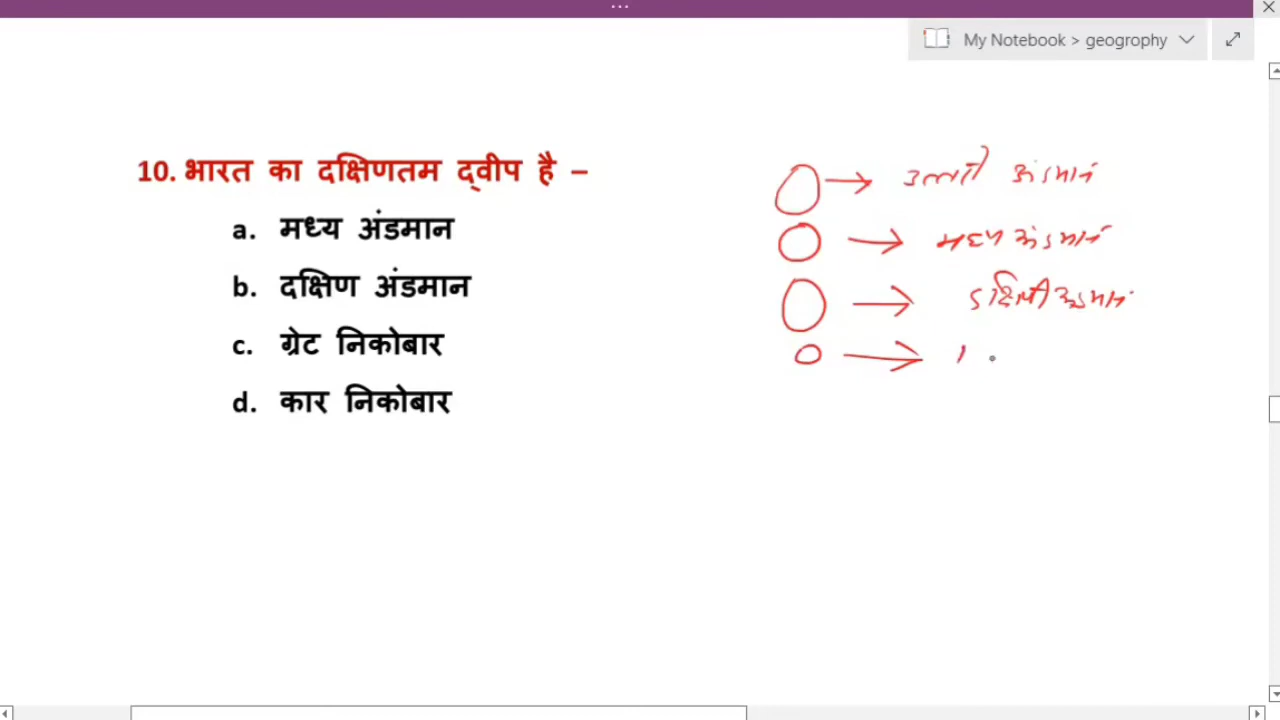 My Notebook > geogrophy
10. भारत का दक्षिणतम द्वीप है –
a. मध्य अंडमान
b. दक्षिण अंडमान
c. ग्रेट निकोबार
d. कार निकोबार
उत्तरी अंडमान
मध्य अंडमान
दक्षिणी अंडमान